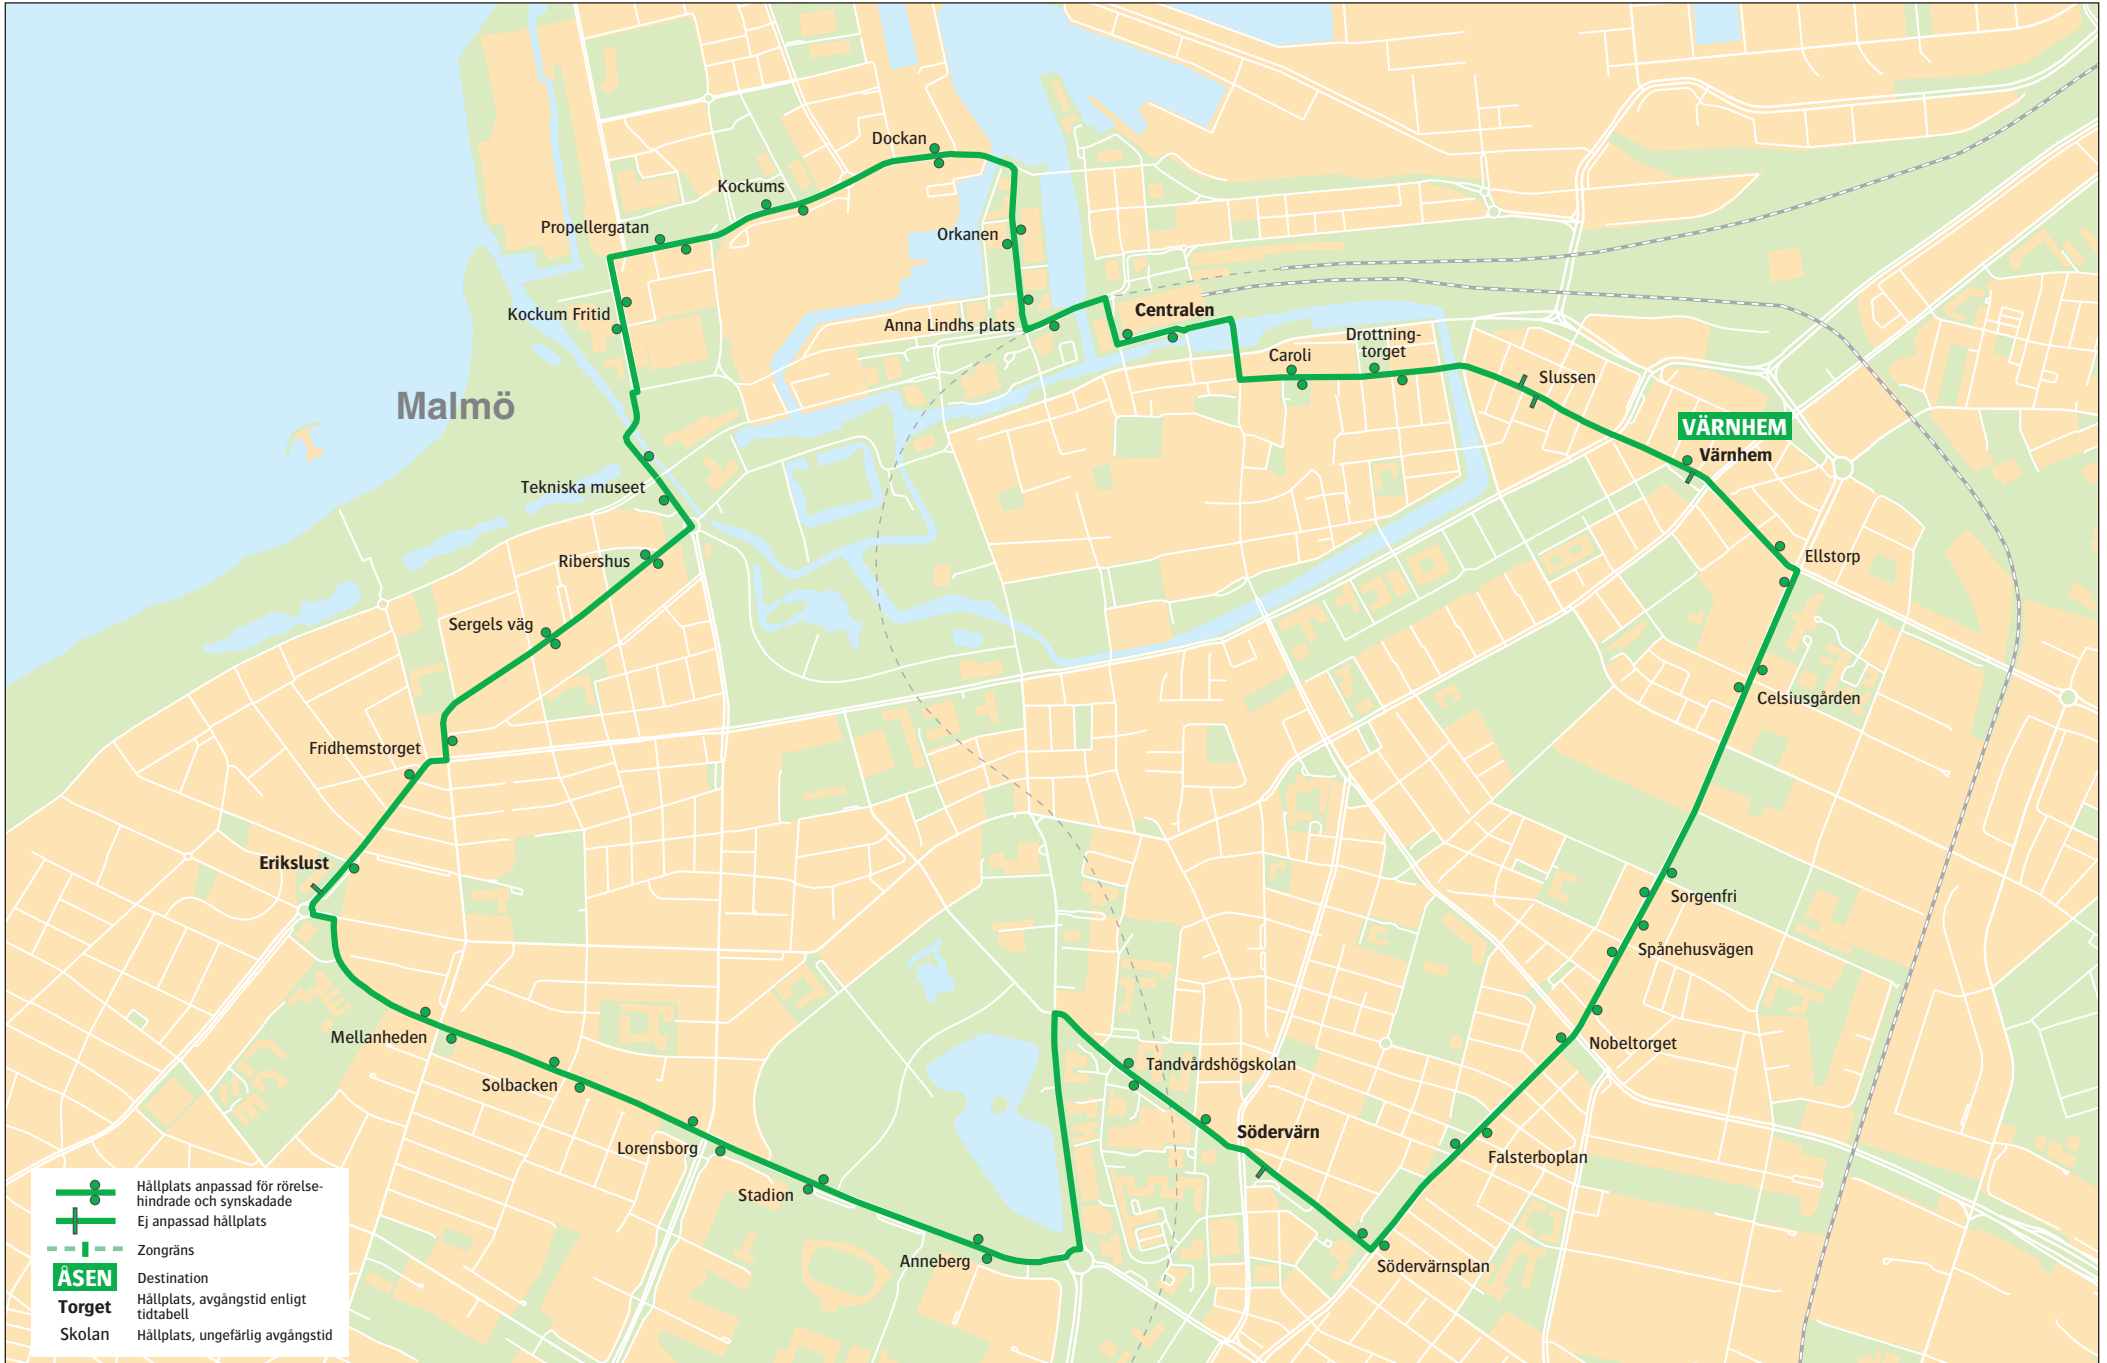 Dockan
Kockums
Propellergatan
Orkanen
Kockum Fritid
Centralen
Anna Lindhs plats
Drottning-
torget
Caroli
Slussen
Malmö
VÄRNHEM
Värnhem
Tekniska museet
Ribershus
Ellstorp
Sergels väg
Celsiusgården
Fridhemstorget
Erikslust
Sorgenfri
Spånehusvägen
Mellanheden
Nobeltorget
Solbacken
Tandvårdshögskolan
Södervärn
Lorensborg
Falsterboplan
Stadion
Anneberg
Södervärnsplan
Hållplats anpassad för rörelse-
hindrade och synskadade
Ej anpassad hållplats
Zongräns
ÅSEN Destination
Torget Hållplats, avgångstid enligt
tidtabell
Skolan Hållplats, ungefärlig avgångstid